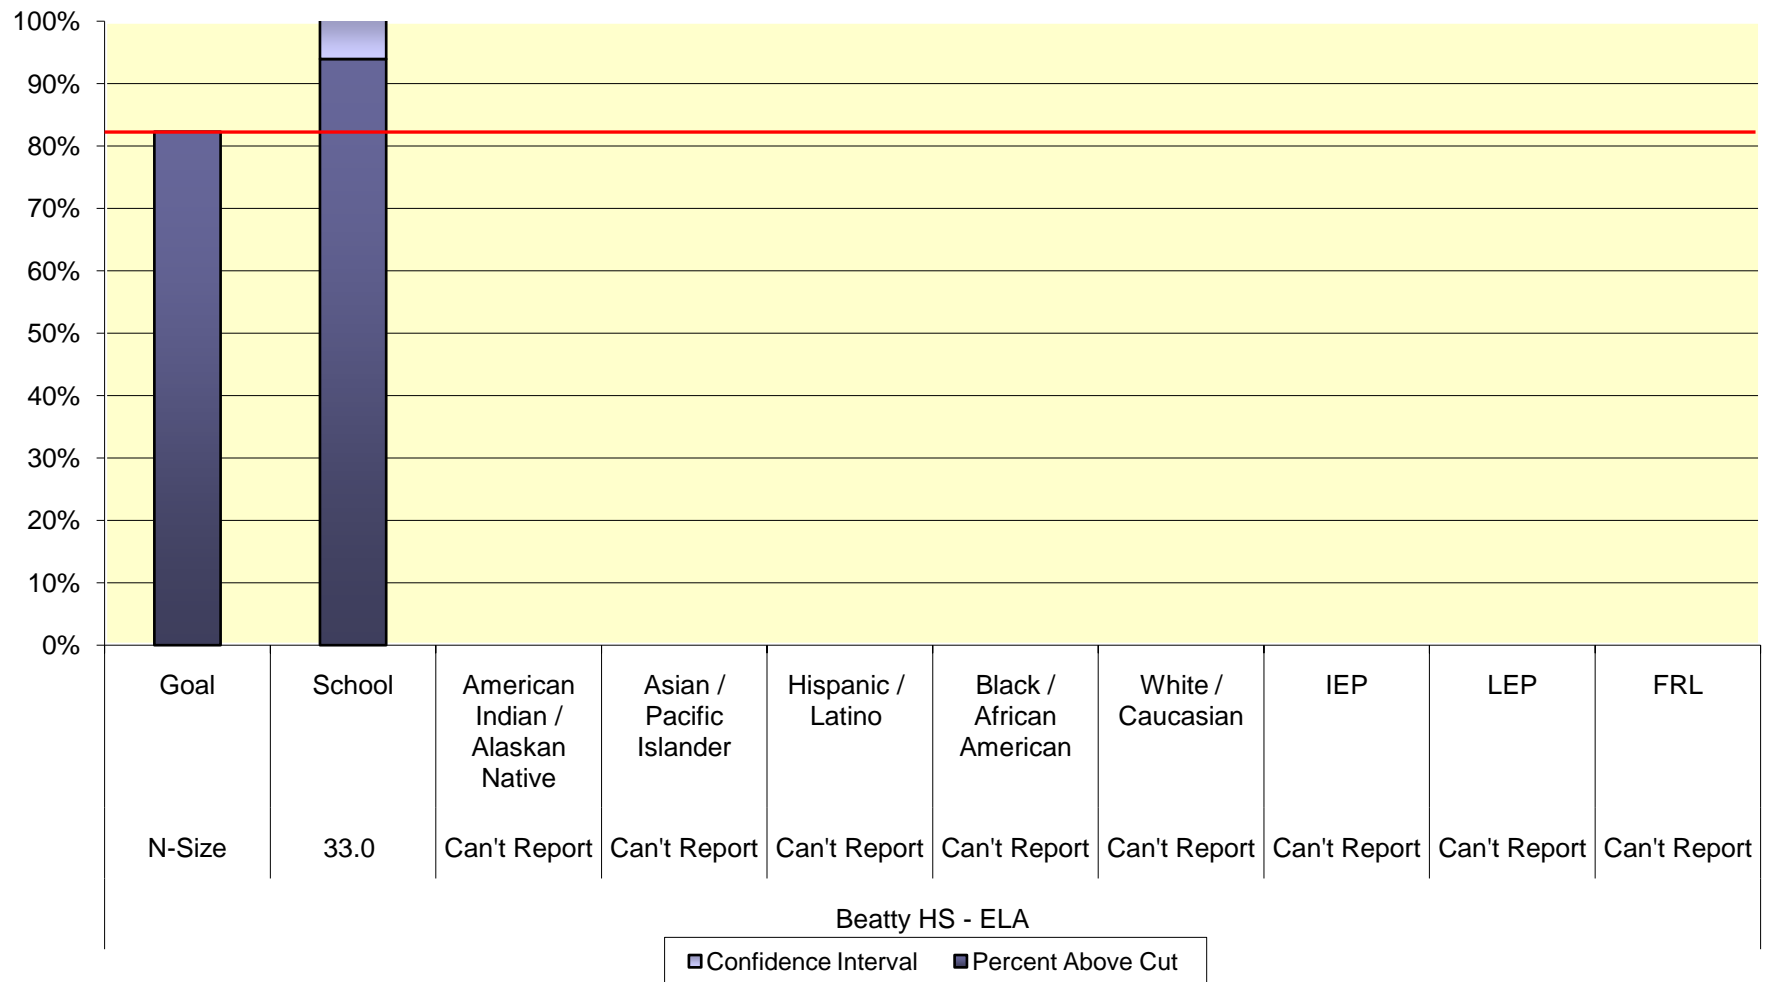 100%
90%
80%
70%
60%
50%
40%
30%
20%
10%
0%
Goal
School
American
Indian /
Alaskan
Native
Asian /
Pacific
Islander
Hispanic /
Latino
Black /
African
American
White /
Caucasian
IEP
LEP
FRL
N-Size
33.0
Can't Report
Can't Report
Can't Report
Can't Report
Can't Report
Can't Report
Can't Report
Can't Report
Beatty HS - ELA
Confidence Interval
Percent Above Cut